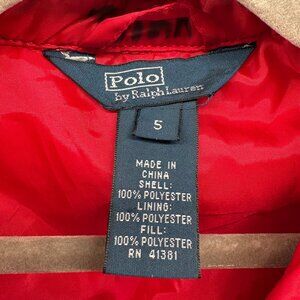 Polo
by Ralph Lauren
5
MADE IN
CHINA
SHELL:
100% POLYESTER
LINING:
100% POLYESTER
FILL:
100% POLYESTER
RN 41381